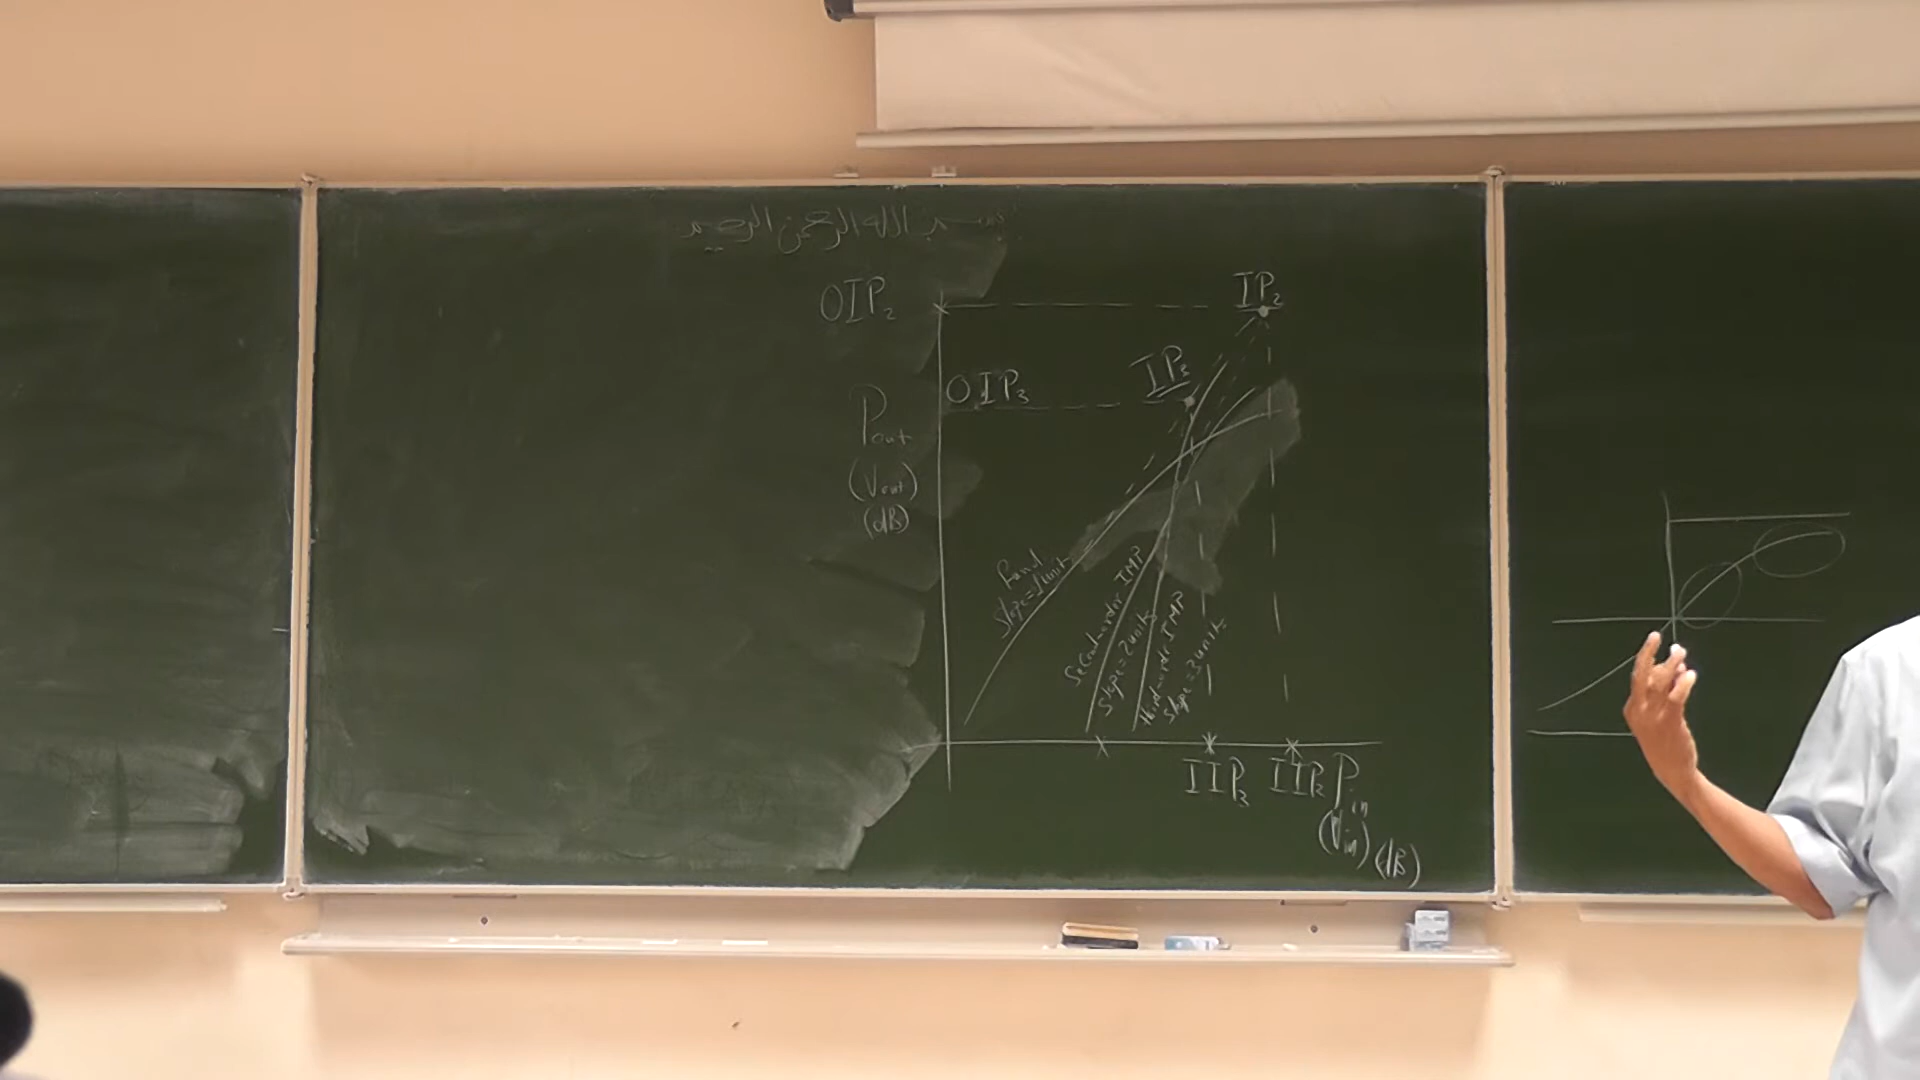 بسم الله الرحمن الرحیم
OIP₂
IP₂
OIP₃
IP₃
Pout
(Vout)
(dB)
Fund
slope=1unit
Second-order IMP
slope=2units
third-order IMP
slope=3units
IIP₃
IIP₂
Pin
(Vin)
(dB)